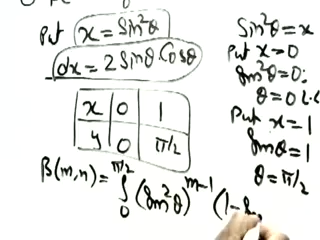 Put x = Sin²θ
dx = 2 Sinθ Cosθ
x 0 1
y 0 π/2
β(m,n) = ∫₀^{π/2} (Sin²θ)^{m-1} (1-
Sin²θ = x
Put x = 0
Sin²θ = 0;
θ = 0
Put x = 1
Sinθ = 1
θ = π/2